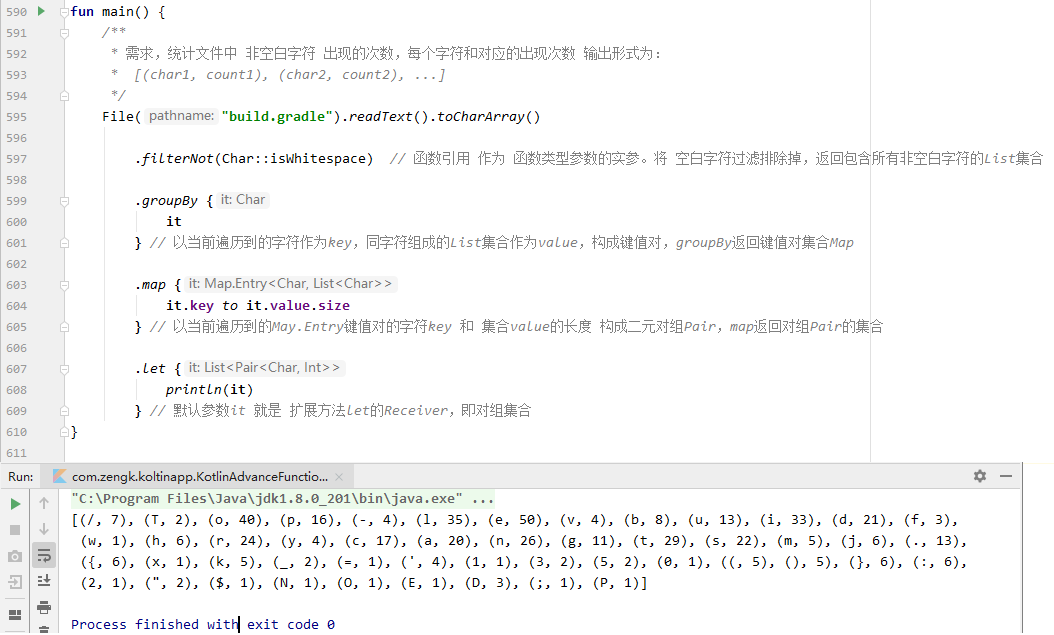 590 fun main() {
591 /**
592 * 需求，统计文件中 非空白字符 出现的次数，每个字符和对应的出现次数 输出形式为：
593 * [(char1, count1), (char2, count2), ...]
594 */
595 File( pathname: "build.gradle").readText().toCharArray()
596
597 .filterNot(Char::isWhitespace) // 函数引用 作为 函数类型参数的实参。将 空白字符过滤排除掉，返回包含所有非空白字符的List集合
598
599 .groupBy { it: Char
600 it
601 } // 以当前遍历到的字符作为key，同字符组成的List集合作为value，构成键值对，groupBy返回键值对集合Map
602
603 .map { it: Map.Entry<Char, List<Char>>
604 it.key to it.value.size
605 } // 以当前遍历到的May.Entry键值对的字符key 和 集合value的长度 构成二元对组Pair，map返回对组Pair的集合
606
607 .let { it: List<Pair<Char, Int>>
608 println(it)
609 } // 默认参数it 就是 扩展方法let的Receiver，即对组集合
610 }
611
Run: com.zengk.koltinapp.KotlinAdvanceFunctio... ×
"C:\Program Files\Java\jdk1.8.0_201\bin\java.exe" ...
[(/, 7), (T, 2), (o, 40), (p, 16), (-, 4), (l, 35), (e, 50), (v, 4), (b, 8), (u, 13), (i, 33), (d, 21), (f, 3),
(w, 1), (h, 6), (r, 24), (y, 4), (c, 17), (a, 20), (n, 26), (g, 11), (t, 29), (s, 22), (m, 5), (j, 6), (., 13),
({, 6), (x, 1), (k, 5), (_, 2), (=, 1), (', 4), (1, 1), (3, 2), (5, 2), (0, 1), ((, 5), (), 5), (}, 6), (:, 6),
(2, 1), (", 2), ($, 1), (N, 1), (O, 1), (E, 1), (D, 3), (;, 1), (P, 1)]
Process finished with exit code 0